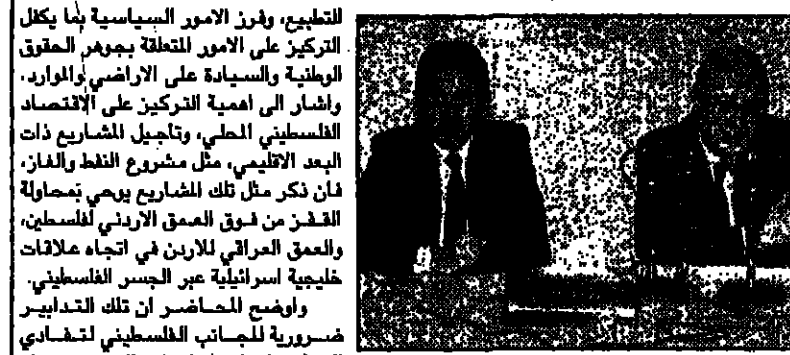 للتطبيع، وفرز الامور السياسية بما يكفل
التركيز على الامور المتعلقة بجوهر الحقوق
الوطنية والسيادة على الاراضي والموارد.
واشار الى اهمية التركيز على الاقتصاد
الفلسطيني المحلي، وتاجيل المشاريع ذات
البعد الاقليمي، مثل مشروع النفط والغاز،
فان ذكر مثل تلك المشاريع يوحي بمحاولة
القفز من فوق العمق الاردني لفلسطين،
والعمق العراقي للاردن في اتجاه علاقات
خليجية اسرائيلية عبر الجسر الفلسطيني.
واوضح المحاضر ان تلك التدابير
ضرورية للجانب الفلسطيني لتفادي